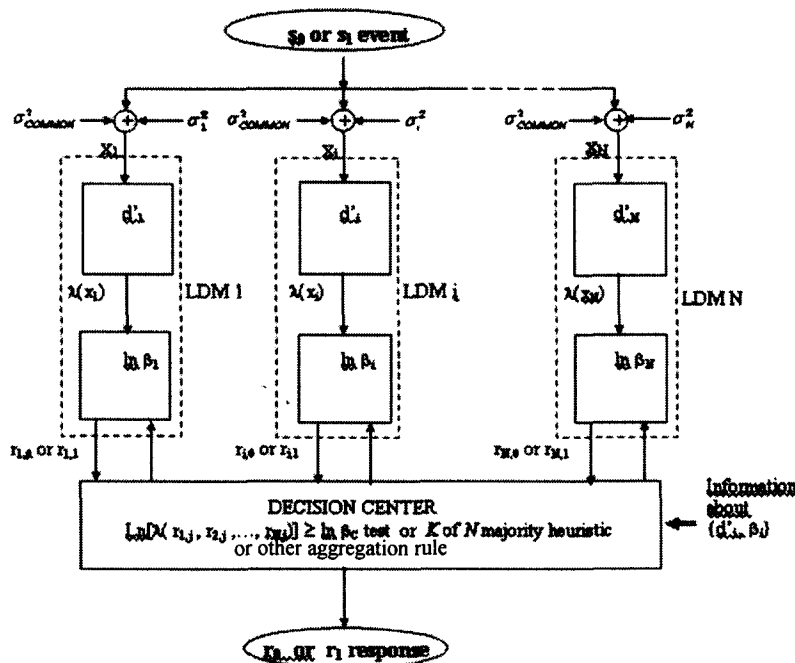 s₀ or s₁ event
σ²COMMON σ²₁ σ²COMMON σ²ᵢ σ²COMMON σ²N
X₁ Xᵢ XN
d'₁ d'ᵢ d'N
λ(x₁) LDM 1 λ(xᵢ) LDM i λ(xN) LDM N
ln β₁ ln βᵢ ln βN
r₁,₀ or r₁,₁ rᵢ,₀ or rᵢ,₁ rN,₀ or rN,₁
DECISION CENTER
Ln[λ( r₁,j , r₂,j ,…, rN,j)] ≥ ln βC test or K of N majority heuristic
or other aggregation rule
Information
about
{d'ᵢ, βᵢ}
r₀ or r₁ response